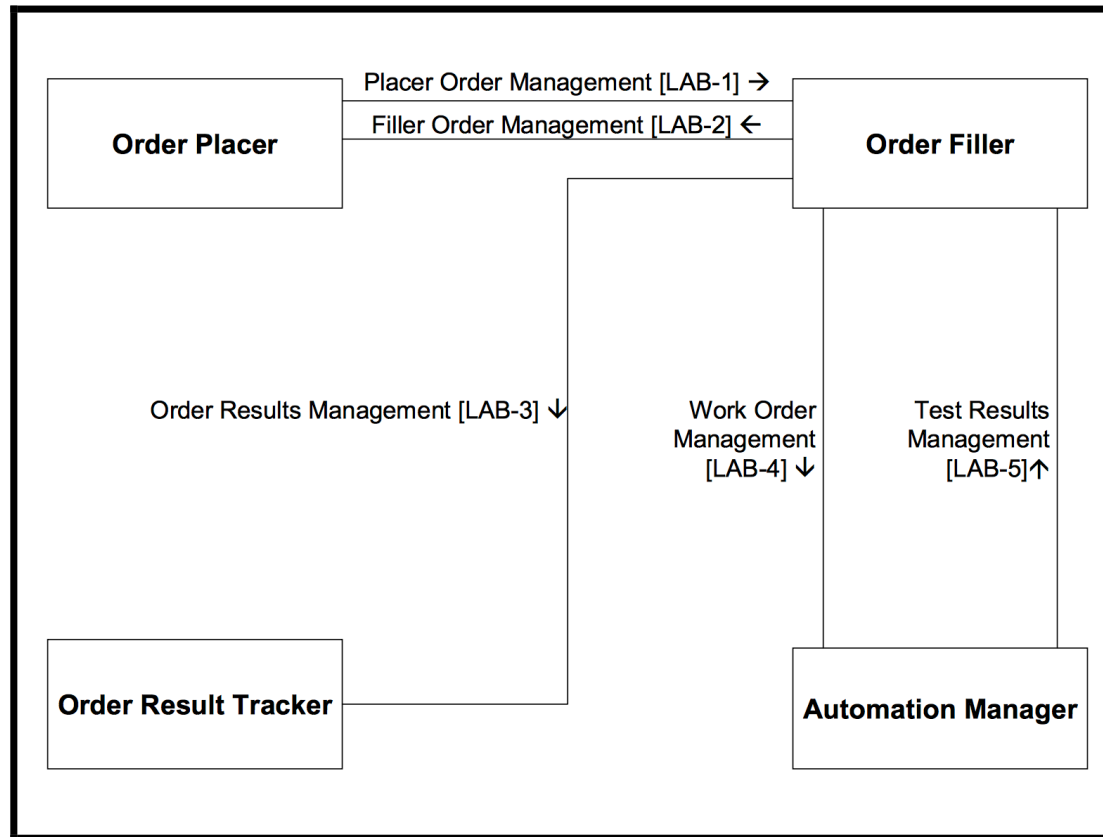 Placer Order Management [LAB-1] →
Filler Order Management [LAB-2] ←
Order Placer
Order Filler
Order Results Management [LAB-3] ↓
Work Order
Management
[LAB-4] ↓
Test Results
Management
[LAB-5]↑
Order Result Tracker
Automation Manager